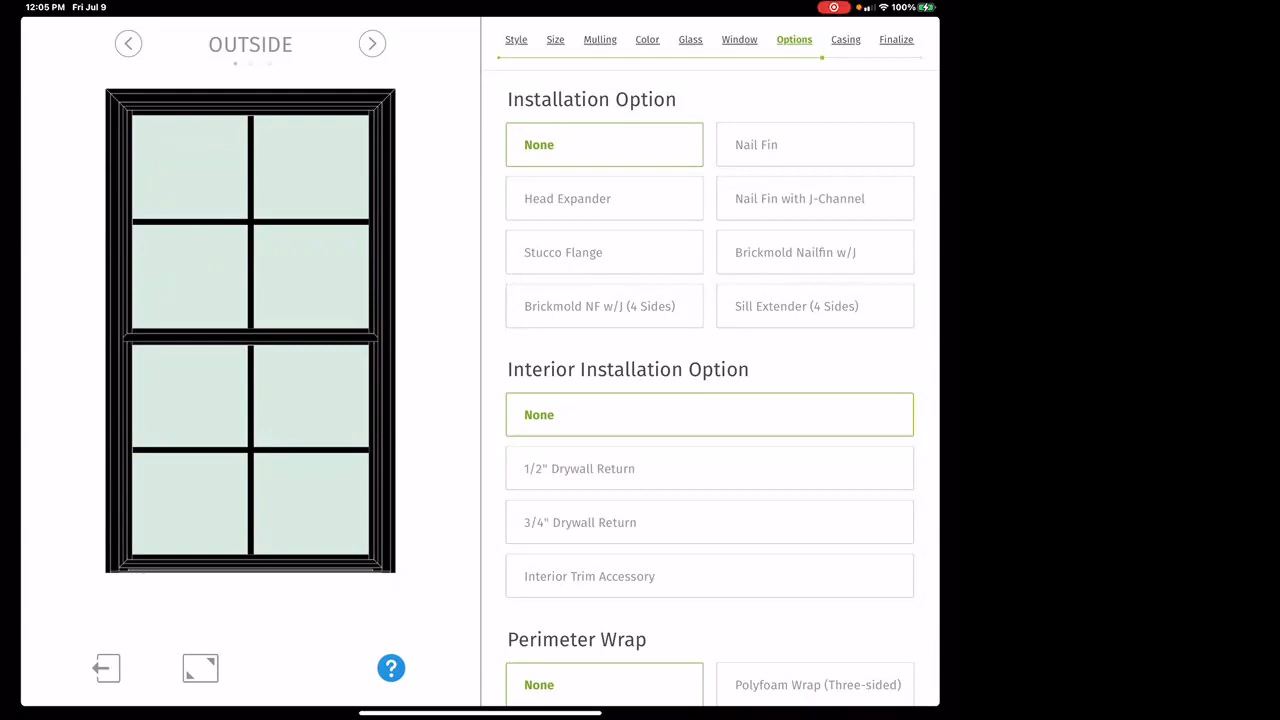 12:05 PM Fri Jul 9
100%
OUTSIDE
Style Size Mulling Color Glass Window Options Casing Finalize
Installation Option
None
Nail Fin
Head Expander
Nail Fin with J-Channel
Stucco Flange
Brickmold Nailfin w/J
Brickmold NF w/J (4 Sides)
Sill Extender (4 Sides)
Interior Installation Option
None
1/2" Drywall Return
3/4" Drywall Return
Interior Trim Accessory
Perimeter Wrap
None
Polyfoam Wrap (Three-sided)
?